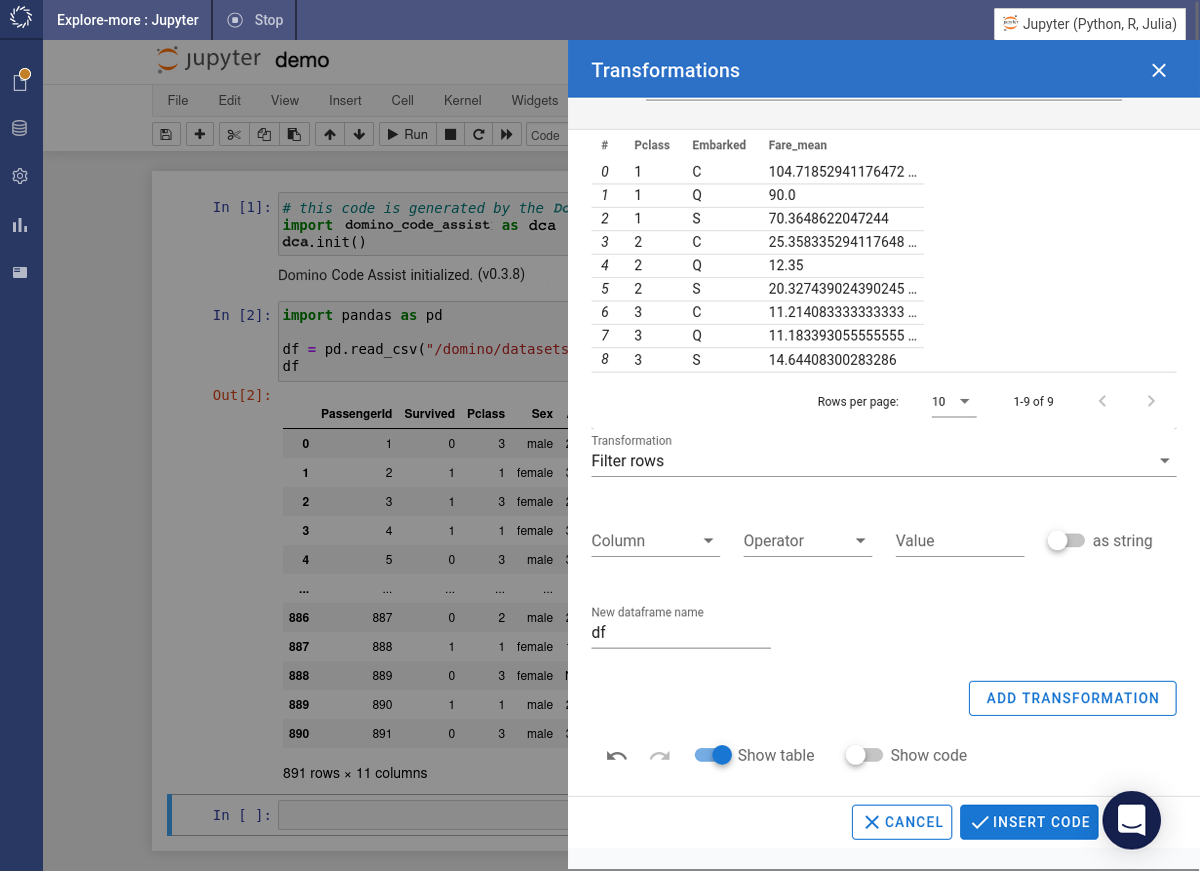 Explore-more : Jupyter
Stop
Jupyter (Python, R, Julia)
jupyter demo
File Edit View Insert Cell Kernel Widgets
Run
Code
In [1]:
# this code is generated by the Do
import domino_code_assist as dca
dca.init()
Domino Code Assist initialized. (v0.3.8)
In [2]:
import pandas as pd
df = pd.read_csv("/domino/datasets
df
Out[2]:
PassengerId Survived Pclass Sex
0 1 0 3 male
1 2 1 1 female
2 3 1 3 female
3 4 1 1 female
4 5 0 3 male
... ... ... ... ...
886 887 0 2 male
887 888 1 1 female
888 889 0 3 female
889 890 1 1 male
890 891 0 3 male
891 rows × 11 columns
In [ ]:
Transformations
# Pclass Embarked Fare_mean
0 1 C 104.71852941176472 ...
1 1 Q 90.0
2 1 S 70.3648622047244
3 2 C 25.358335294117648 ...
4 2 Q 12.35
5 2 S 20.327439024390245 ...
6 3 C 11.214083333333333 ...
7 3 Q 11.183393055555555 ...
8 3 S 14.64408300283286
Rows per page: 10 1-9 of 9
Transformation
Filter rows
Column Operator Value as string
New dataframe name
df
ADD TRANSFORMATION
Show table Show code
CANCEL INSERT CODE